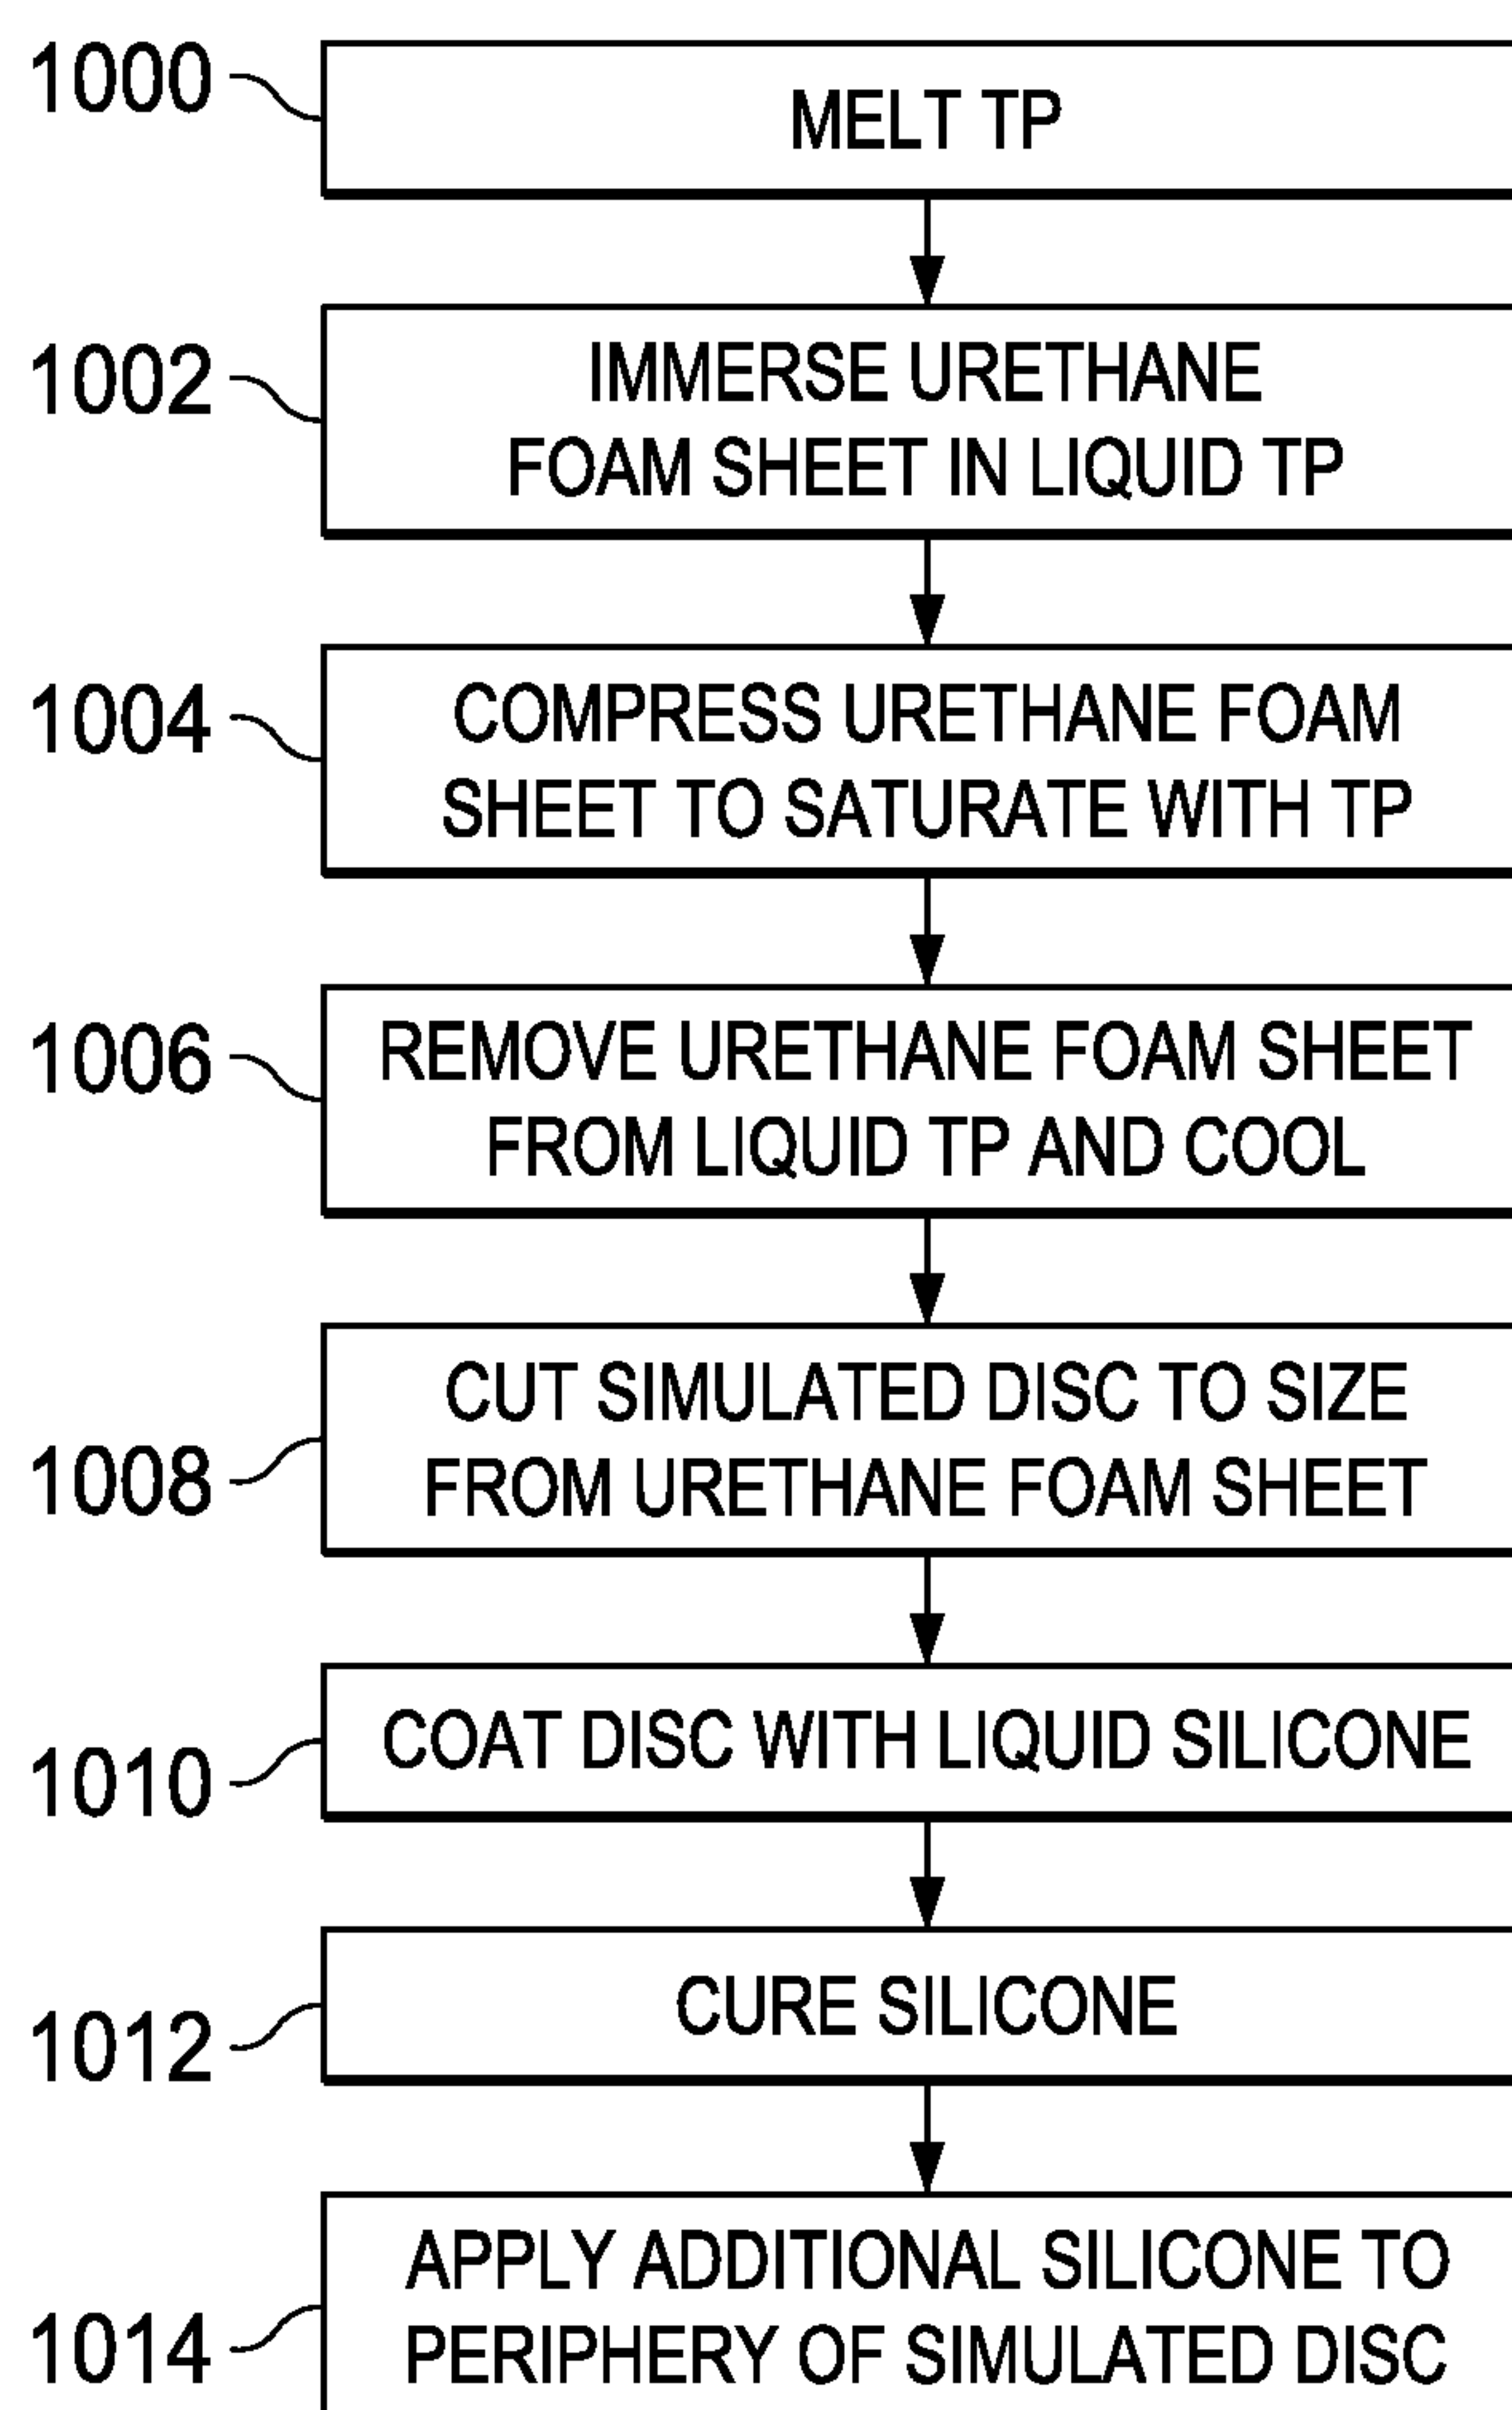 1000
MELT TP
1002
IMMERSE URETHANE
FOAM SHEET IN LIQUID TP
1004
COMPRESS URETHANE FOAM
SHEET TO SATURATE WITH TP
1006
REMOVE URETHANE FOAM SHEET
FROM LIQUID TP AND COOL
1008
CUT SIMULATED DISC TO SIZE
FROM URETHANE FOAM SHEET
1010
COAT DISC WITH LIQUID SILICONE
1012
CURE SILICONE
1014
APPLY ADDITIONAL SILICONE TO
PERIPHERY OF SIMULATED DISC